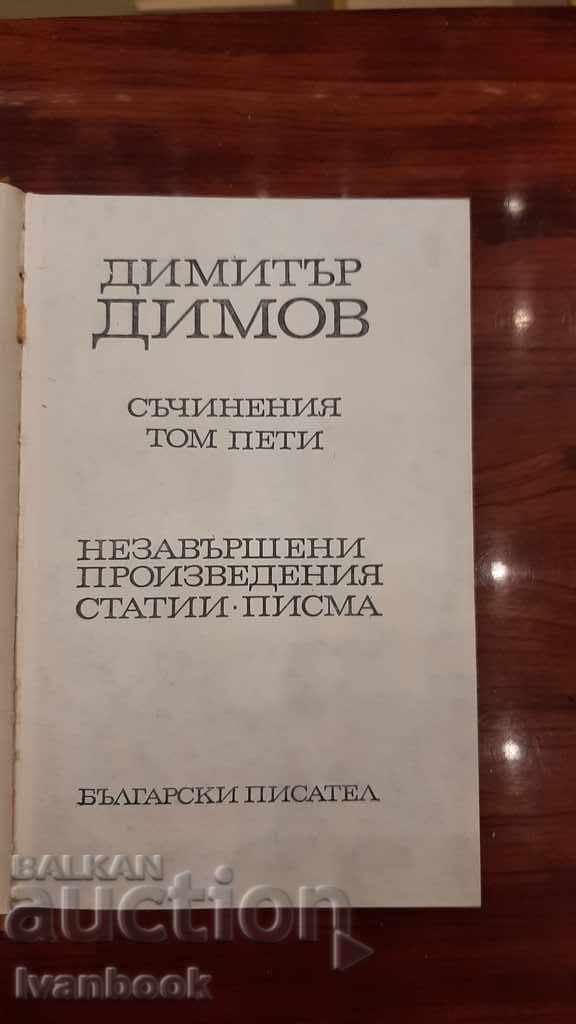 ДИМИТЪР
ДИМОВ
СЪЧИНЕНИЯ
ТОМ ПЕТИ
НЕЗАВЪРШЕНИ
ПРОИЗВЕДЕНИЯ
СТАТИИ · ПИСМА
БЪЛГАРСКИ ПИСАТЕЛ
BALKAN
auction
Ivanbook